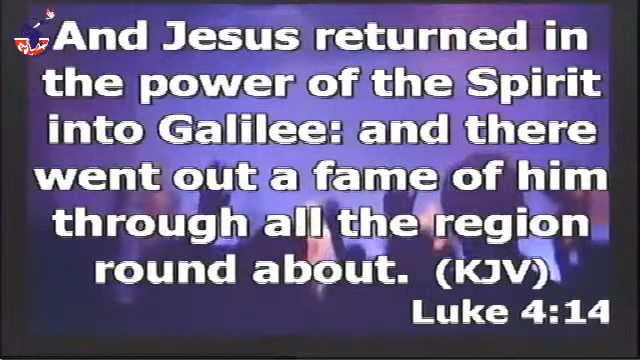 And Jesus returned in
the power of the Spirit
into Galilee: and there
went out a fame of him
through all the region
round about. (KJV)
Luke 4:14